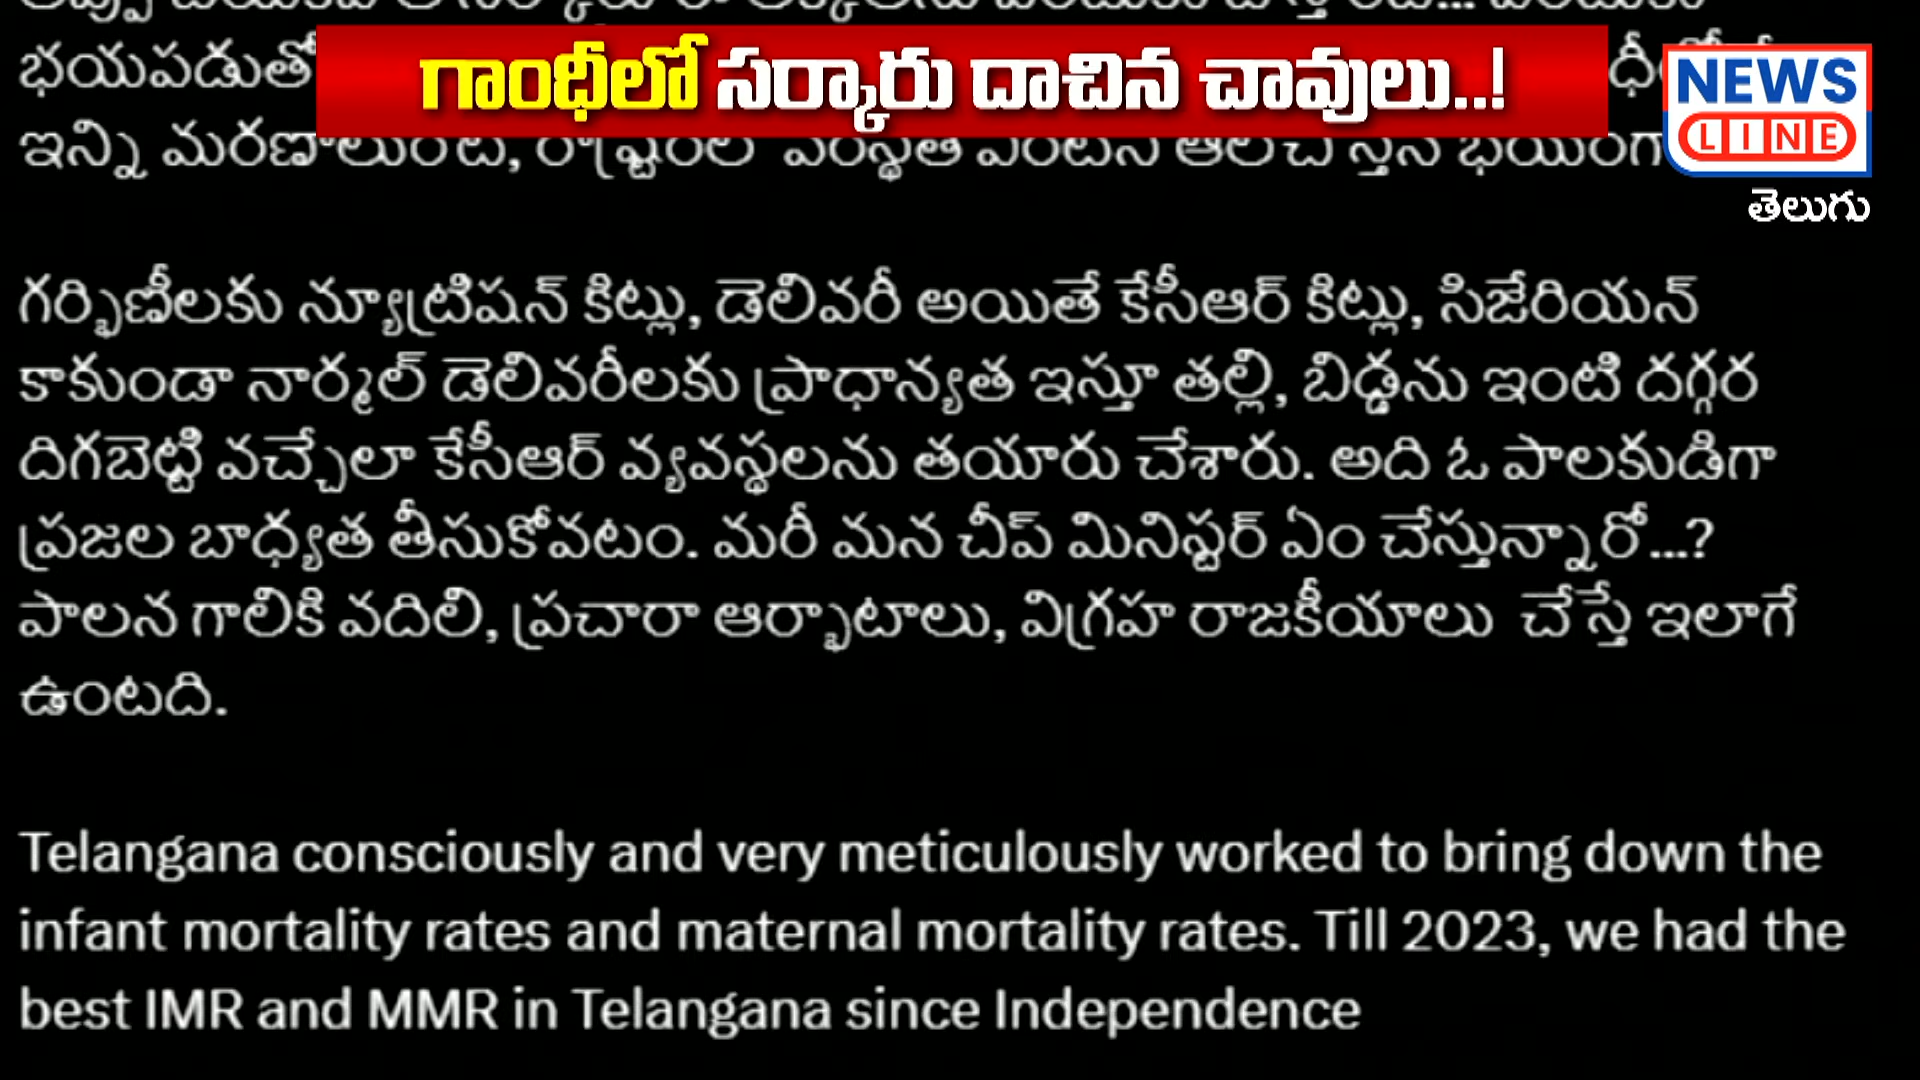 భయపడుతో
గాంధీలో సర్కారు దాచిన చావులు..!
NEWS
LINE
తెలుగు
ఇన్ని
గర్భిణీలకు న్యూట్రిషన్ కిట్లు, డెలివరీ అయితే కేసీఆర్ కిట్లు, సిజేరియన్
కాకుండా నార్మల్ డెలివరీలకు ప్రాధాన్యత ఇస్తూ తల్లి, బిడ్డను ఇంటి దగ్గర
దిగబెట్టి వచ్చేలా కేసీఆర్ వ్యవస్థలను తయారు చేశారు. అది ఓ పాలకుడిగా
ప్రజల బాధ్యత తీసుకోవటం. మరీ మన చీప్ మినిస్టర్ ఏం చేస్తున్నారో...?
పాలన గాలికి వదిలి, ప్రచారా ఆర్భాటాలు, విగ్రహ రాజకీయాలు చేస్తే ఇలాగే
ఉంటది.
Telangana consciously and very meticulously worked to bring down the
infant mortality rates and maternal mortality rates. Till 2023, we had the
best IMR and MMR in Telangana since Independence